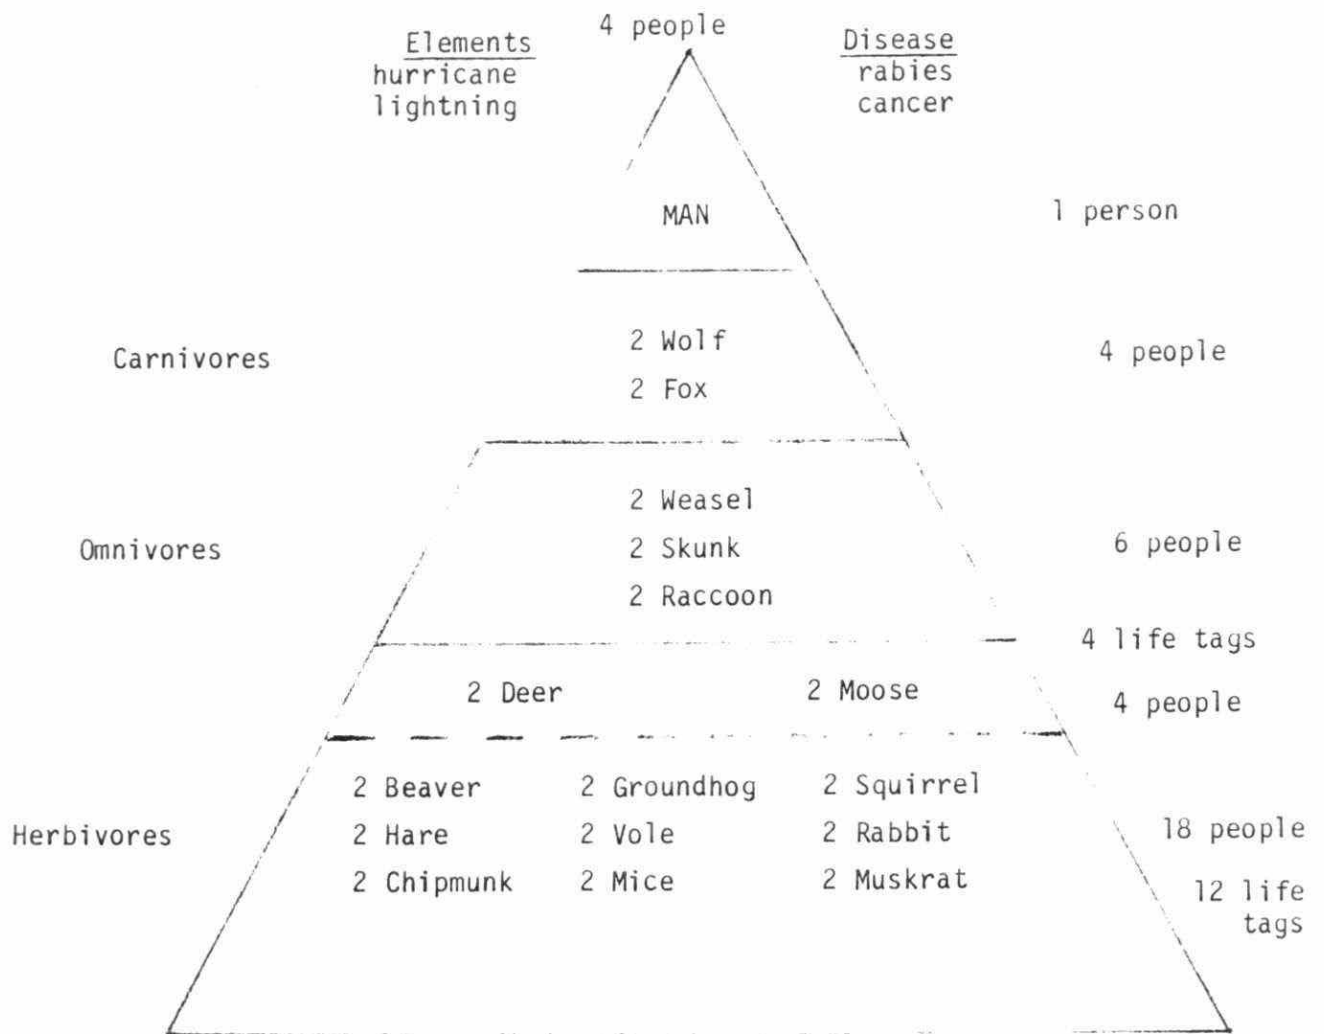 4 people
Elements
hurricane
lightning
Disease
rabies
cancer
MAN
1 person
Carnivores
2 Wolf
2 Fox
4 people
Omnivores
2 Weasel
2 Skunk
2 Raccoon
6 people
4 life tags
2 Deer 2 Moose
4 people
Herbivores
2 Beaver 2 Groundhog 2 Squirrel
2 Hare 2 Vole 2 Rabbit
2 Chipmunk 2 Mice 2 Muskrat
18 people
12 life
tags